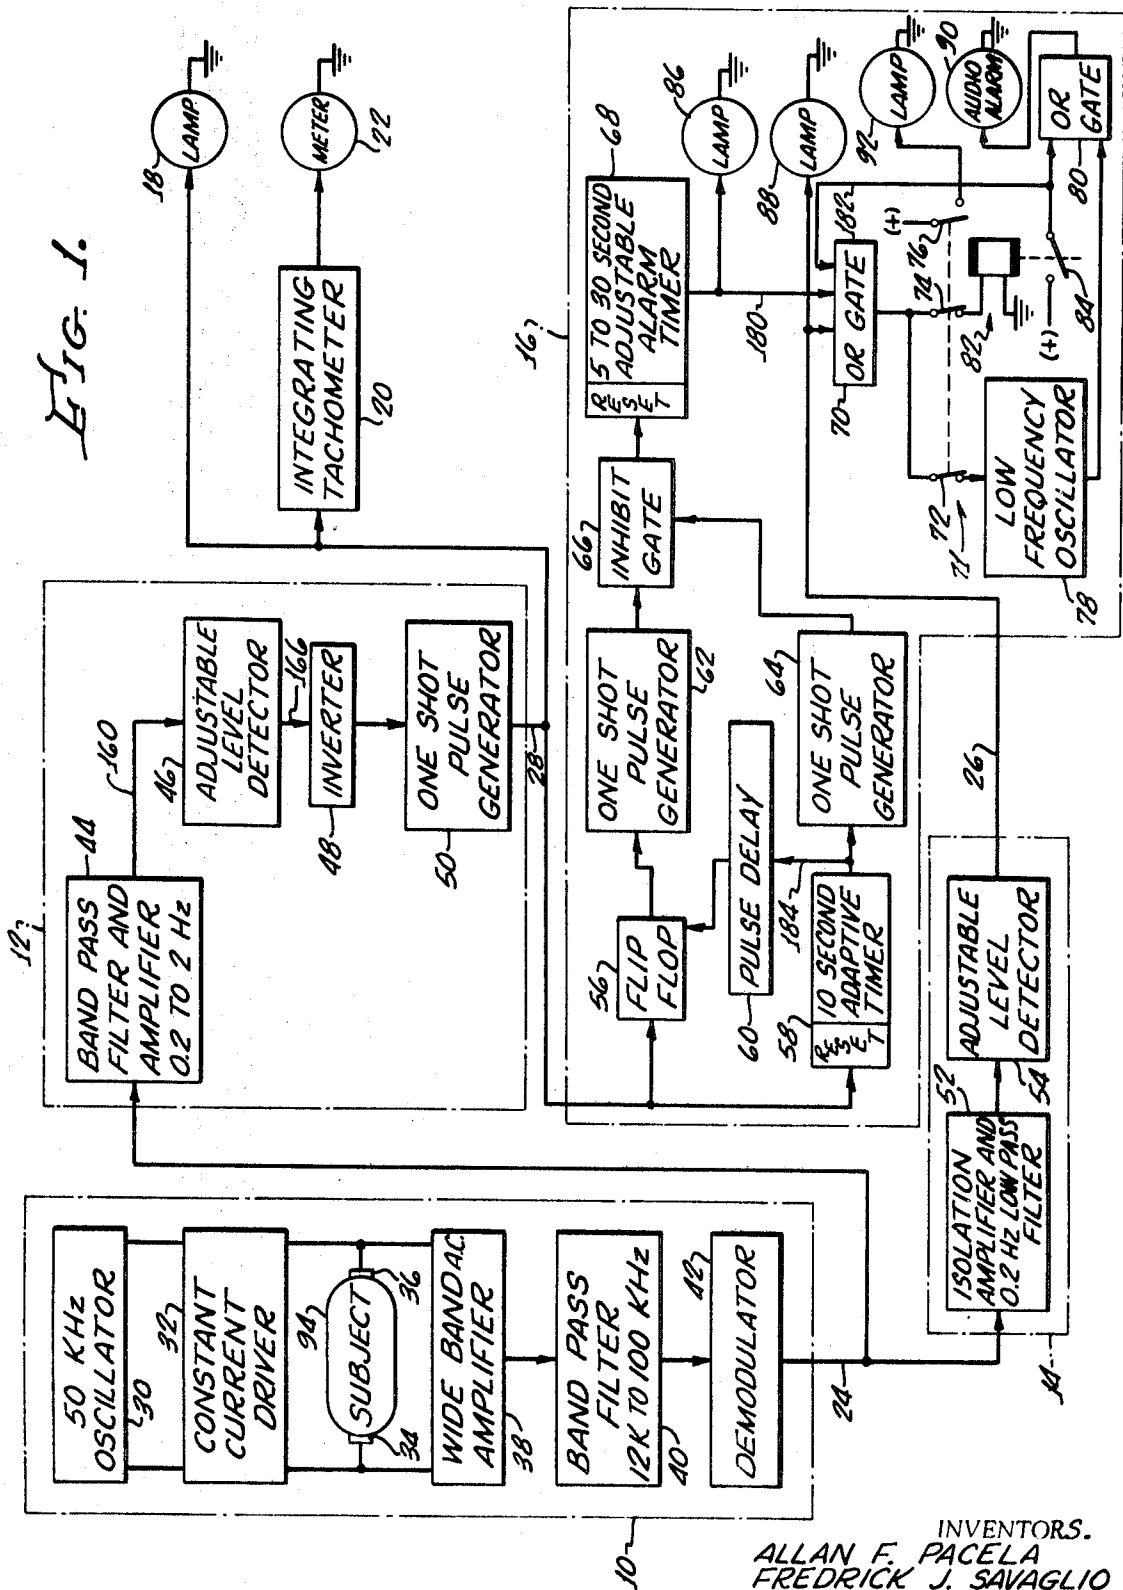 FIG. 1.
10
50 KHz
OSCILLATOR
30
32
CONSTANT
CURRENT
DRIVER
94
SUBJECT
34
36
WIDE BAND A.C.
AMPLIFIER
38
BAND PASS
FILTER
12K TO 100 KHz
40
42
DEMODULATOR
24
12
44
BAND PASS
FILTER AND
AMPLIFIER
0.2 TO 2 Hz
160
46
ADJUSTABLE
LEVEL
DETECTOR
166
INVERTER
48
ONE SHOT
PULSE
GENERATOR
50
28
18
LAMP
INTEGRATING
TACHOMETER
20
METER
22
14
52
ISOLATION
AMPLIFIER AND
0.2 Hz LOW PASS
FILTER
ADJUSTABLE
LEVEL
DETECTOR
54
26
16
56
FLIP
FLOP
58
RESET
10 SECOND
ADAPTIVE
TIMER
184
PULSE DELAY
60
ONE SHOT
PULSE
GENERATOR
62
64
ONE SHOT
PULSE
GENERATOR
66
INHIBIT
GATE
68
RESET
5 TO 30 SECOND
ADJUSTABLE
ALARM
TIMER
180
86
LAMP
88
LAMP
182
OR GATE
70
71
72
74
76
(+)
LOW
FREQUENCY
OSCILLATOR
78
82
84
(+)
92
LAMP
90
AUDIO
ALARM
OR
GATE
80
INVENTORS.
ALLAN F. PACELA
FREDRICK J. SAVAGLIO